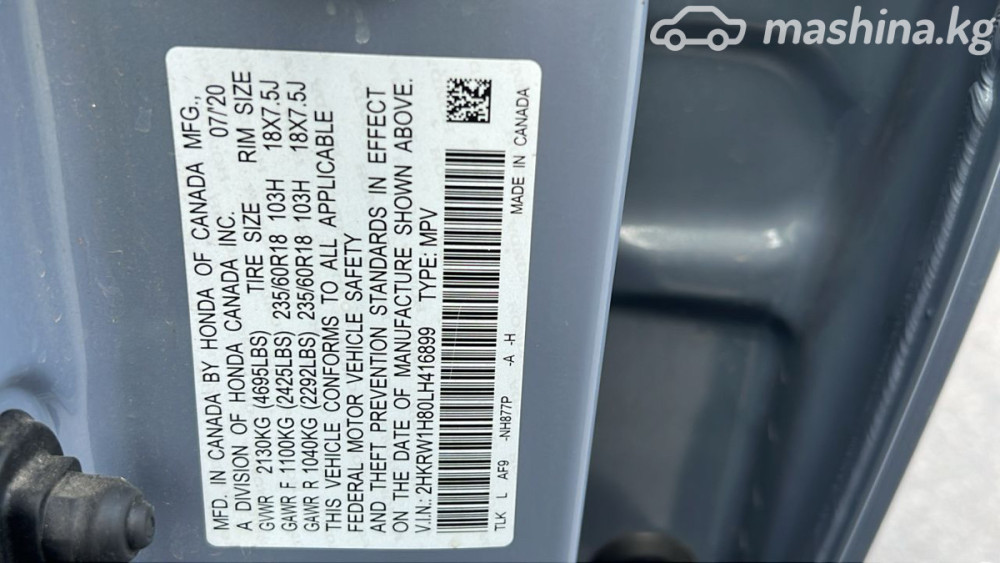 mashina.kg
MFD. IN CANADA BY HONDA OF CANADA MFG.,
A DIVISION OF HONDA CANADA INC. 07/'20
GVWR 2130KG (4695LBS) TIRE SIZE RIM SIZE
GAWR F 1100KG (2425LBS) 235/60R18 103H 18X7.5J
GAWR R 1040KG (2292LBS) 235/60R18 103H 18X7.5J
THIS VEHICLE CONFORMS TO ALL APPLICABLE
FEDERAL MOTOR VEHICLE SAFETY
AND THEFT PREVENTION STANDARDS IN EFFECT
ON THE DATE OF MANUFACTURE SHOWN ABOVE.
V.I.N.: 2HKRW1H80LH416899 TYPE: MPV
TLK L AF9 -NH877P -A -H MADE IN CANADA